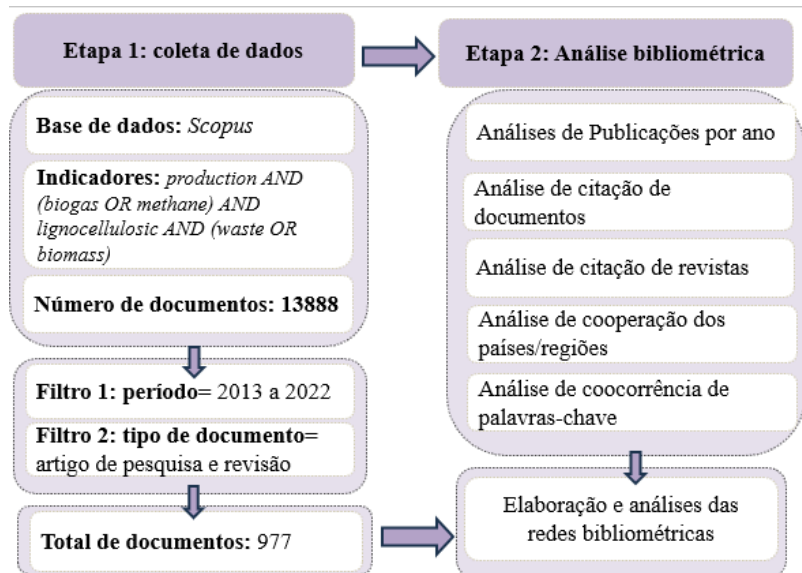 Etapa 1: coleta de dados
Base de dados: Scopus
Indicadores: production AND
(biogas OR methane) AND
lignocellulosic AND (waste OR
biomass)
Número de documentos: 13888
Filtro 1: período= 2013 a 2022
Filtro 2: tipo de documento=
artigo de pesquisa e revisão
Total de documentos: 977
Etapa 2: Análise bibliométrica
Análises de Publicações por ano
Análise de citação de
documentos
Análise de citação de revistas
Análise de cooperação dos
países/regiões
Análise de coocorrência de
palavras-chave
Elaboração e análises das
redes bibliométricas